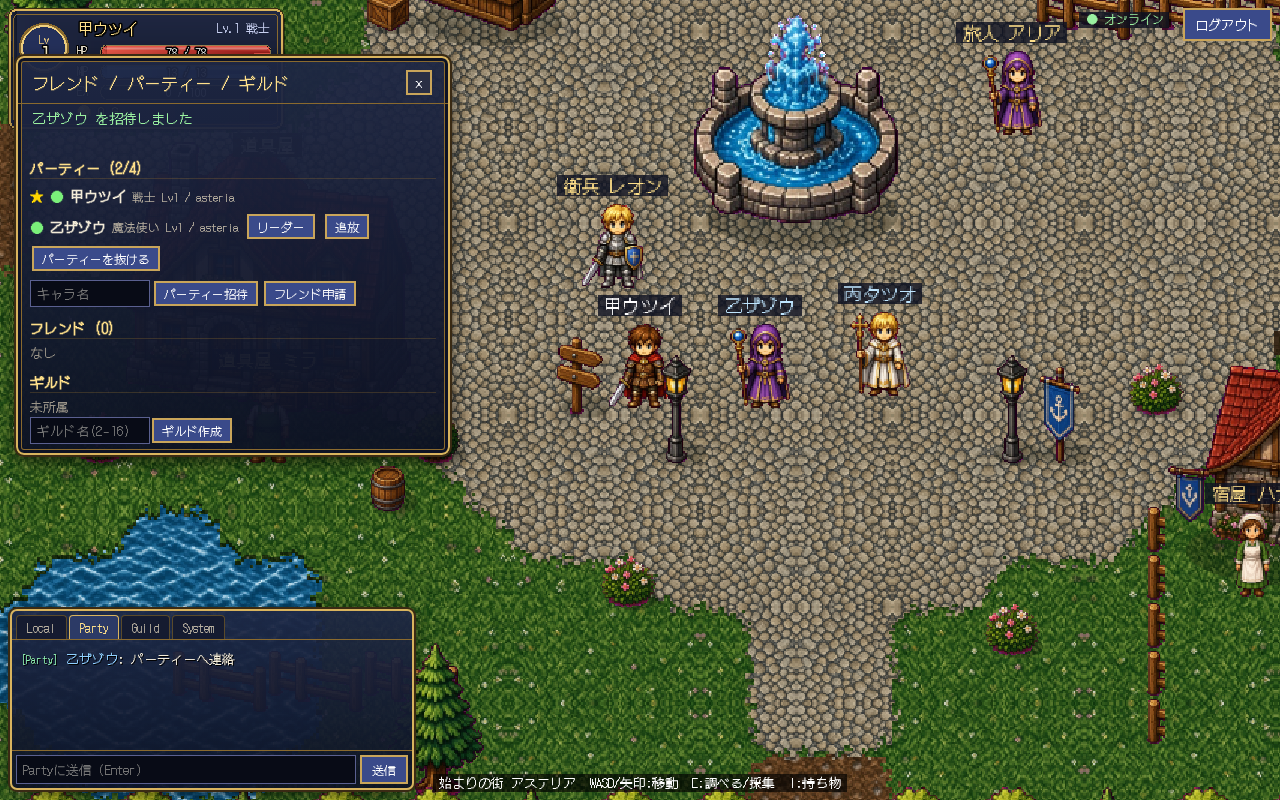 甲ウツイ Lv.1 戦士
Lv
1
HP 78 / 78
オンライン
ログアウト
旅人 アリア
フレンド / パーティー / ギルド x
乙ザゾウ を招待しました
パーティー (2/4)
★ 甲ウツイ 戦士 Lv1 / asteria
乙ザゾウ 魔法使い Lv1 / asteria リーダー 追放
パーティーを抜ける
キャラ名 パーティー招待 フレンド申請
フレンド (0)
なし
ギルド
未所属
ギルド名(2-16) ギルド作成
衛兵 レオン
甲ウツイ
乙ザゾウ
丙タツオ
宿屋
Local Party Guild System
[Party] 乙ザゾウ: パーティーへ連絡
Partyに送信 (Enter) 送信
始まりの街 アステリア WASD/矢印:移動 E:調べる/採集 I:持ち物